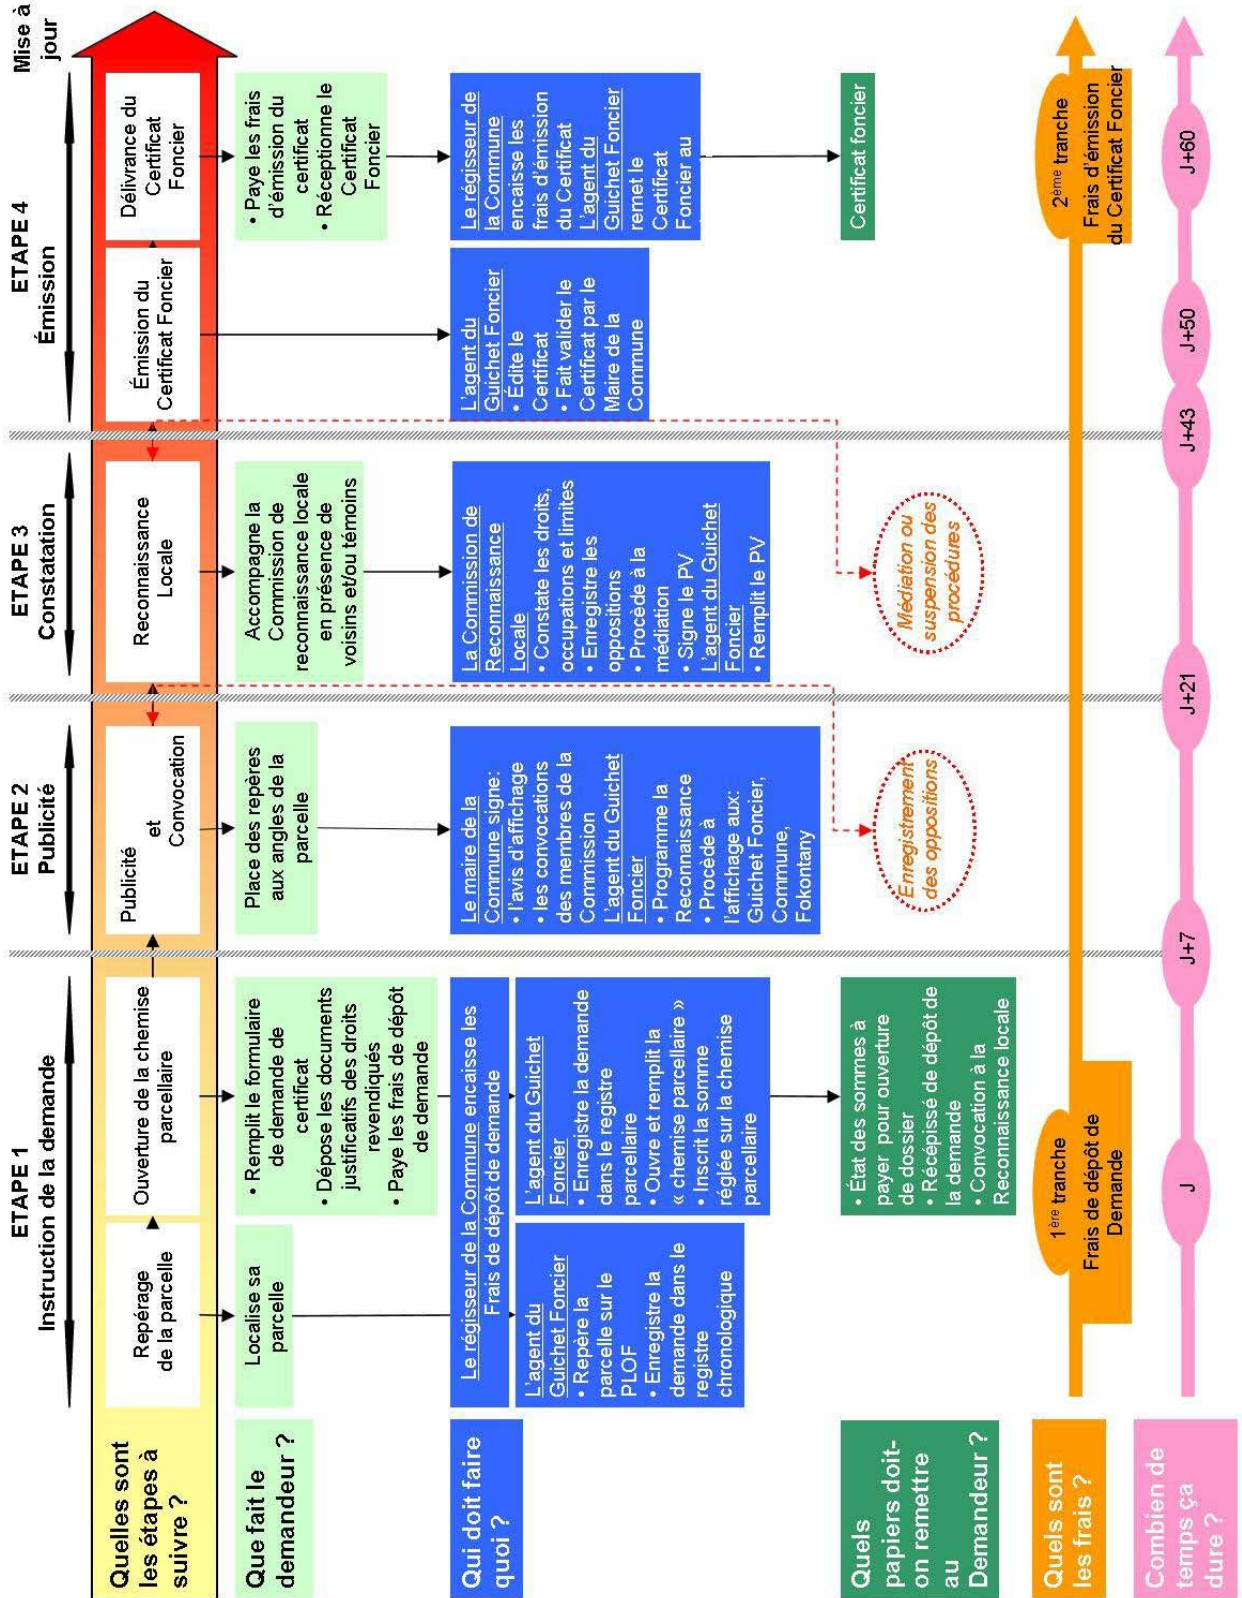 ETAPE 1
Instruction de la demande
ETAPE 2
Publicité
ETAPE 3
Constatation
ETAPE 4
Émission
Mise à
jour
Quelles sont
les étapes à
suivre ?
Repérage
de la parcelle
Ouverture de la chemise
parcellaire
Publicité
et
Convocation
Reconnaissance
Locale
Émission du
Certificat Foncier
Délivrance du
Certificat
Foncier
Que fait le
demandeur ?
Localise sa
parcelle
• Remplit le formulaire
de demande de
certificat
• Dépose les documents
justificatifs des droits
revendiqués
• Paye les frais de dépôt
de demande
Place des repères
aux angles de la
parcelle
Accompagne la
Commission de
reconnaissance locale
en présence de
voisins et/ou témoins
• Paye les frais
d'émission du
certificat
• Réceptionne le
Certificat
Foncier
Qui doit faire
quoi ?
Le régisseur de la Commune encaisse les
Frais de dépôt de demande
L'agent du
Guichet Foncier
• Repère la
parcelle sur le
PLOF
• Enregistre la
demande dans le
registre
chronologique
L'agent du Guichet
Foncier
• Enregistre la demande
dans le registre
parcellaire
• Ouvre et remplit la
« chemise parcellaire »
• Inscrit la somme
réglée sur la chemise
parcellaire
Le maire de la
Commune signe:
• l'avis d'affichage
• les convocations
des membres de la
Commission
L'agent du Guichet
Foncier
• Programme la
Reconnaissance
• Procède à
l'affichage aux:
Guichet Foncier,
Commune,
Fokontany
La Commission de
Reconnaissance
Locale
• Constate les droits,
occupations et limites
• Enregistre les
oppositions
• Procède à la
médiation
• Signe le PV
L'agent du Guichet
Foncier
• Remplit le PV
L'agent du
Guichet Foncier
• Édite le
Certificat
• Fait valider le
Certificat par le
Maire de la
Commune
Le régisseur de
la Commune
encaisse les
frais d'émission
du Certificat
L'agent du
Guichet Foncier
remet le
Certificat
Foncier au
Quels
papiers doit-
on remettre
au
Demandeur ?
• État des sommes à
payer pour ouverture
de dossier
• Récépissé de dépôt de
la demande
• Convocation à la
Reconnaissance locale
Enregistrement
des oppositions
Médiation ou
suspension des
procédures
Certificat foncier
Quels sont
les frais ?
1ère tranche
Frais de dépôt de
Demande
2ème tranche
Frais d'émission
du Certificat Foncier
Combien de
temps ça
dure ?
J
J+7
J+21
J+43
J+50
J+60